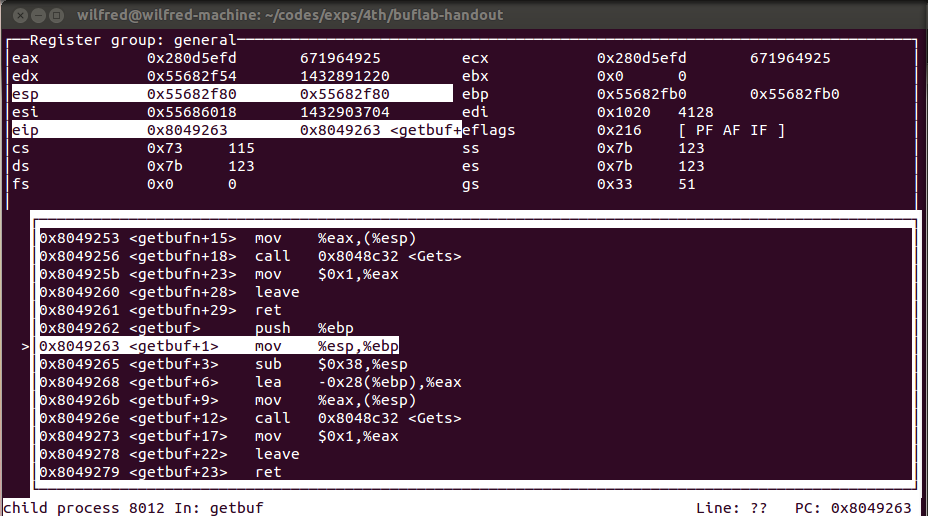 wilfred@wilfred-machine: ~/codes/exps/4th/buflab-handout
Register group: general
eax 0x280d5efd 671964925 ecx 0x280d5efd 671964925
edx 0x55682f54 1432891220 ebx 0x0 0
esp 0x55682f80 0x55682f80 ebp 0x55682fb0 0x55682fb0
esi 0x55686018 1432903704 edi 0x1020 4128
eip 0x8049263 0x8049263 <getbuf+eflags 0x216 [ PF AF IF ]
cs 0x73 115 ss 0x7b 123
ds 0x7b 123 es 0x7b 123
fs 0x0 0 gs 0x33 51
0x8049253 <getbufn+15> mov %eax,(%esp)
0x8049256 <getbufn+18> call 0x8048c32 <Gets>
0x804925b <getbufn+23> mov $0x1,%eax
0x8049260 <getbufn+28> leave
0x8049261 <getbufn+29> ret
0x8049262 <getbuf> push %ebp
>0x8049263 <getbuf+1> mov %esp,%ebp
0x8049265 <getbuf+3> sub $0x38,%esp
0x8049268 <getbuf+6> lea -0x28(%ebp),%eax
0x804926b <getbuf+9> mov %eax,(%esp)
0x804926e <getbuf+12> call 0x8048c32 <Gets>
0x8049273 <getbuf+17> mov $0x1,%eax
0x8049278 <getbuf+22> leave
0x8049279 <getbuf+23> ret
child process 8012 In: getbuf Line: ?? PC: 0x8049263